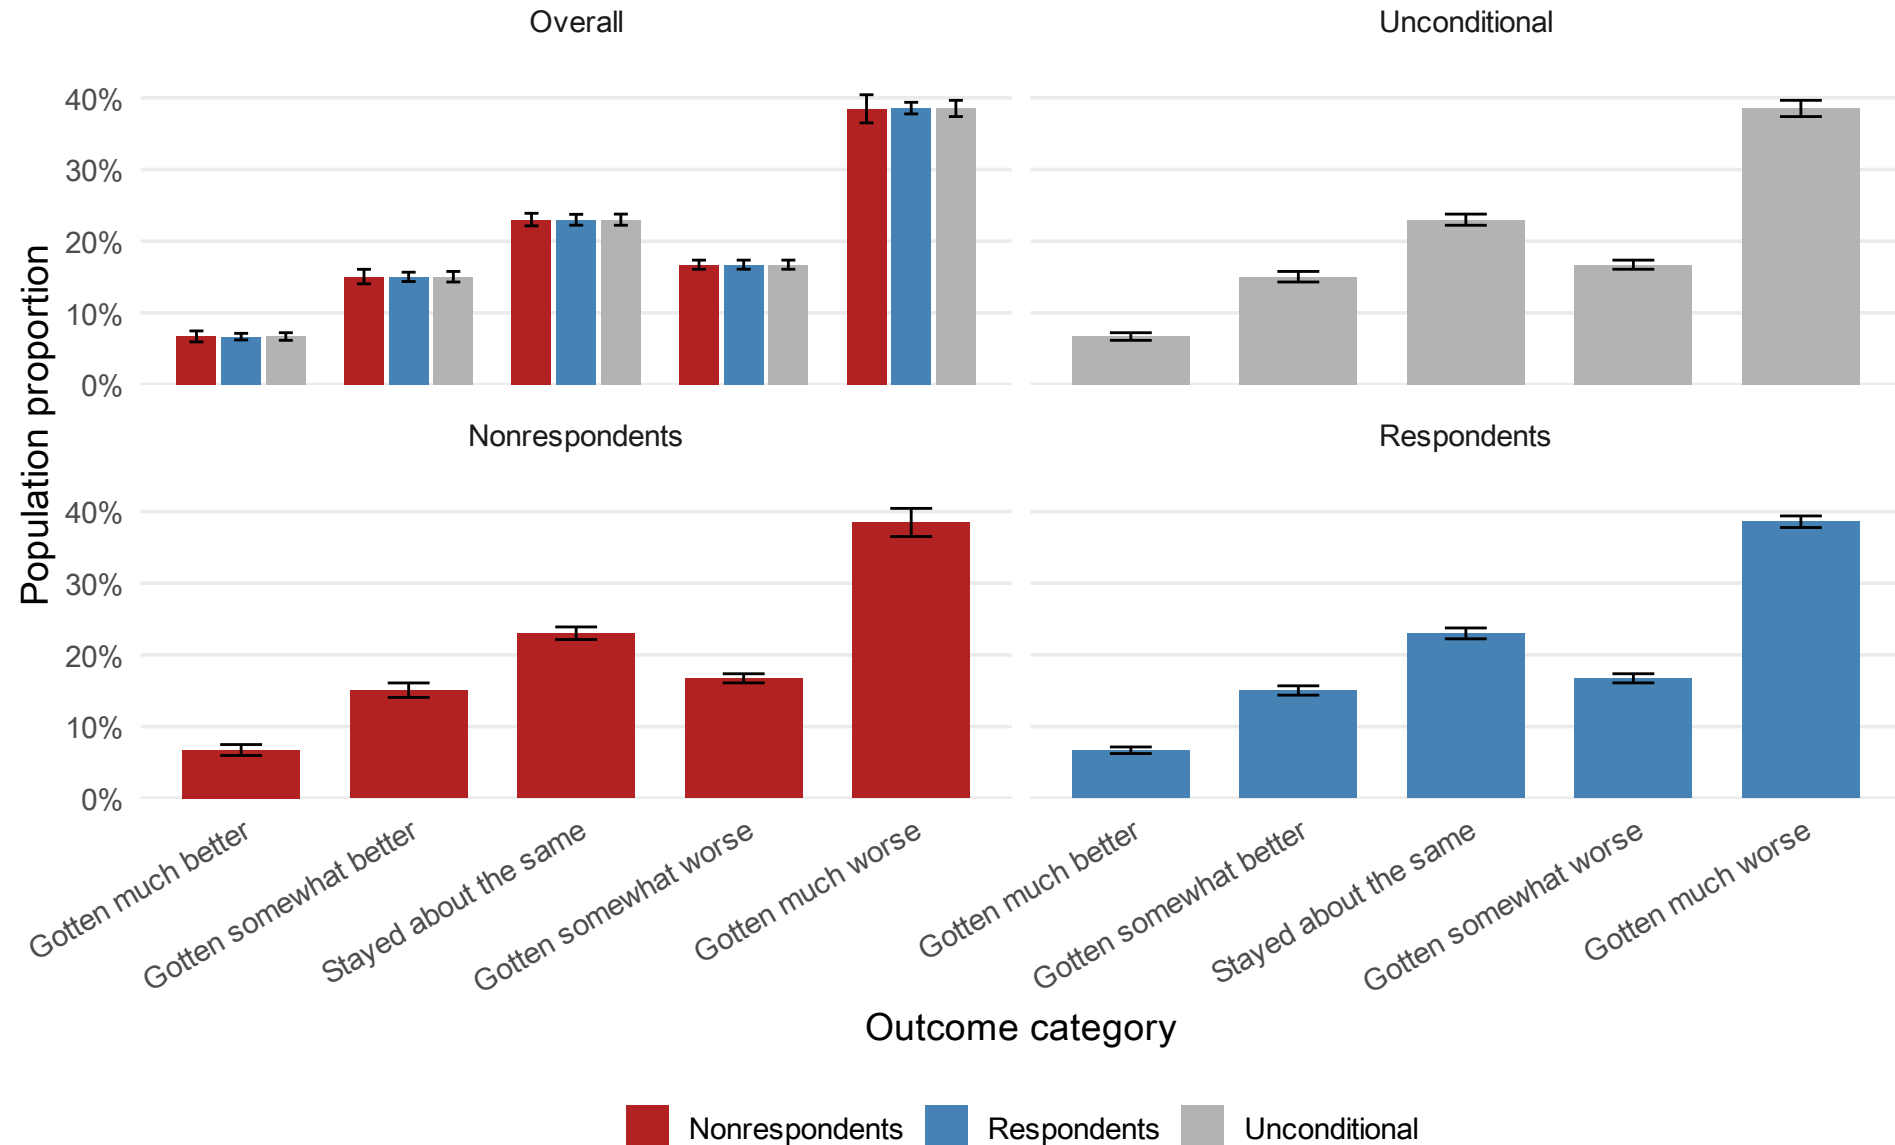 Overall
Unconditional
40%
30%
20%
10%
0%
Population proportion
Nonrespondents
Respondents
40%
30%
20%
10%
0%
Gotten much better
Gotten somewhat better
Stayed about the same
Gotten somewhat worse
Gotten much worse
Gotten much better
Gotten somewhat better
Stayed about the same
Gotten somewhat worse
Gotten much worse
Outcome category
Nonrespondents
Respondents
Unconditional